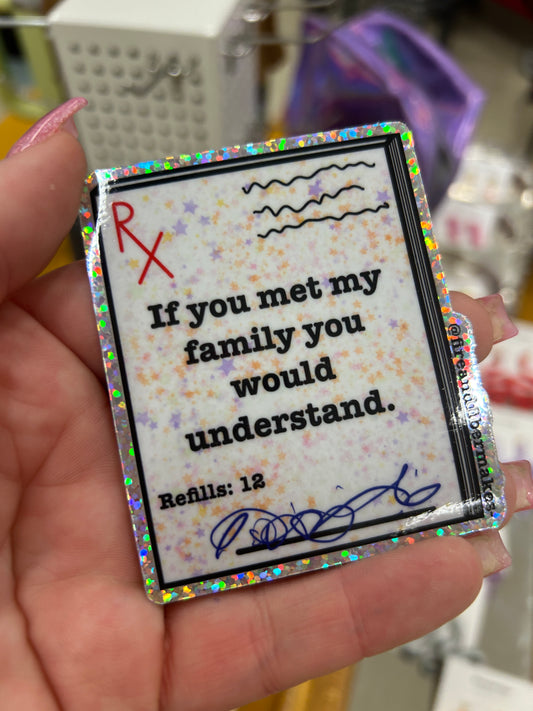 Rx
If you met my
family you
would
understand.
Refills: 12